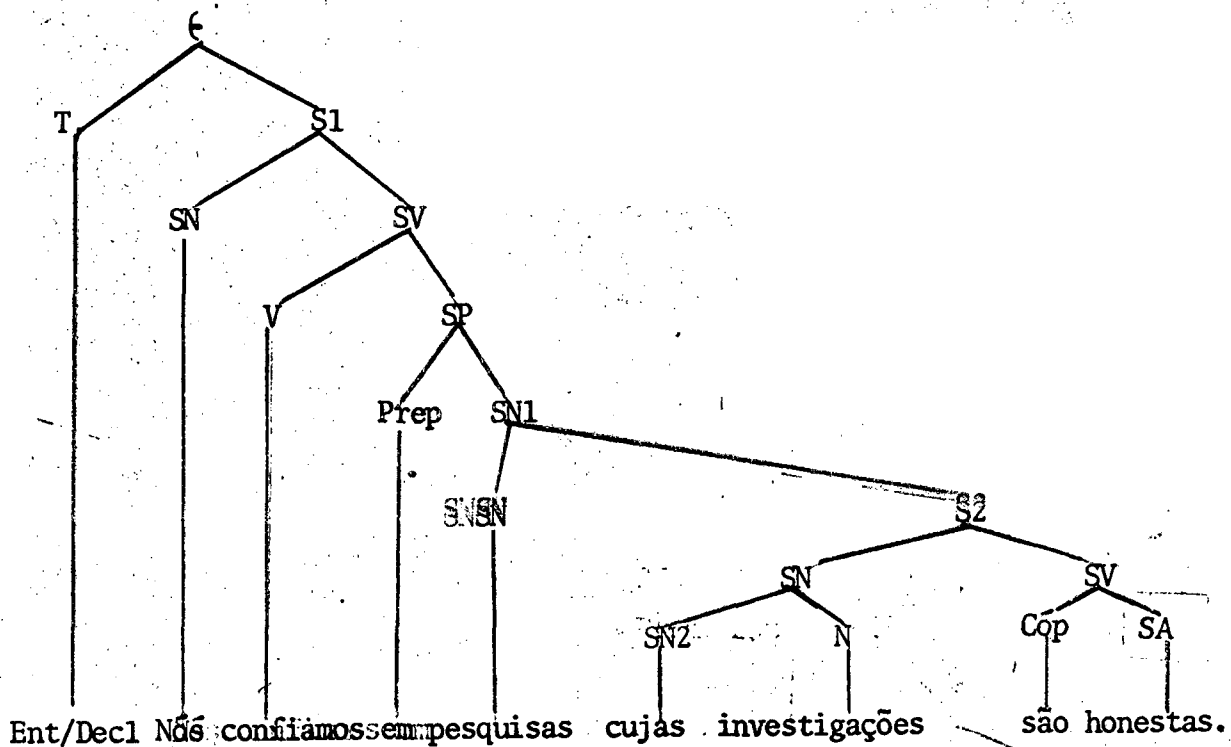 Є
T S1
SN SV
V SP
Prep SN1
SN S2
SN SV
SN2 N Cop SA
Ent/Decl Nós confiamos em pesquisas cujas investigações são honestas.